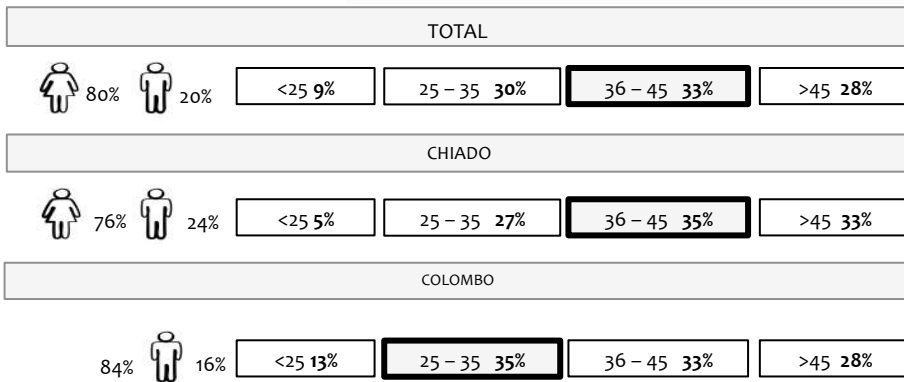 TOTAL
80% 20% <25 9% 25 – 35 30% 36 – 45 33% >45 28%
CHIADO
76% 24% <25 5% 25 – 35 27% 36 – 45 35% >45 33%
COLOMBO
84% 16% <25 13% 25 – 35 35% 36 – 45 33% >45 28%